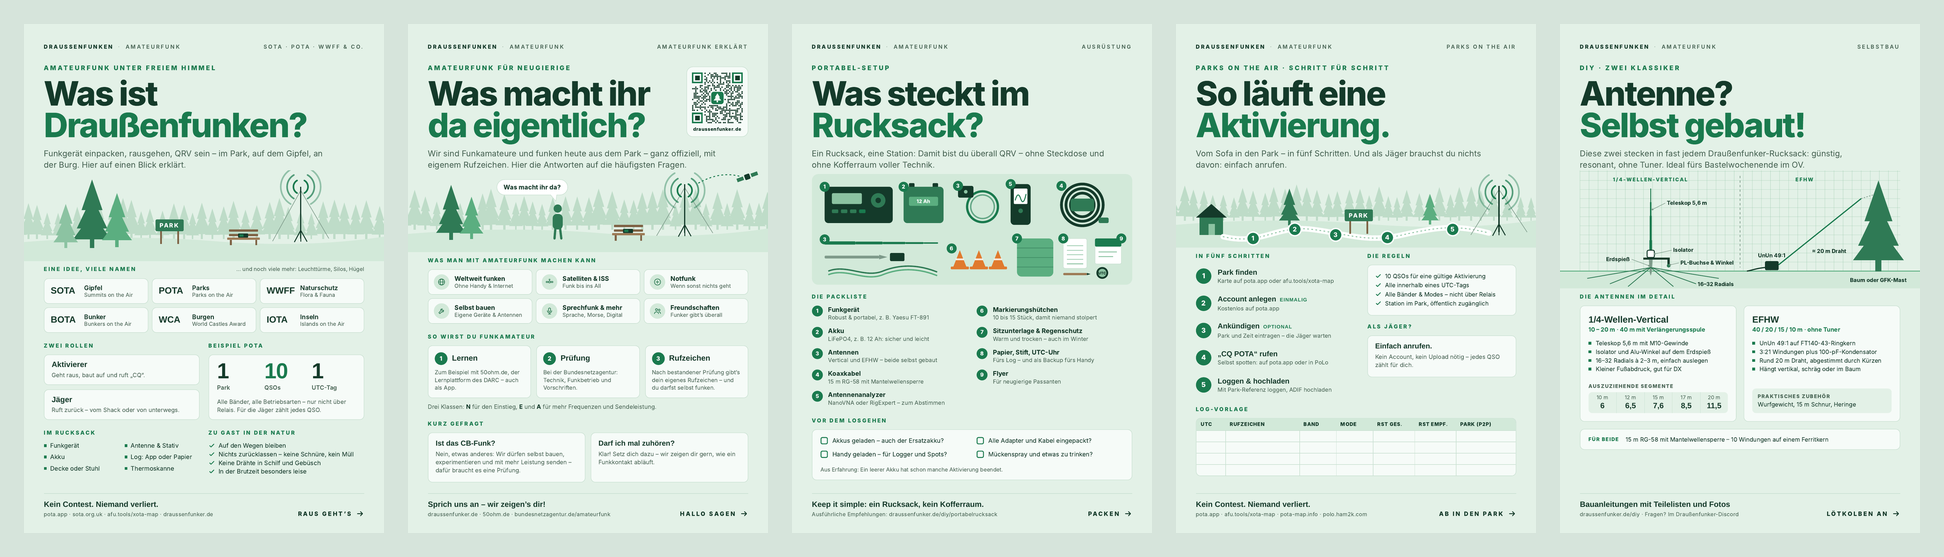 DRAUSSENFUNKEN · AMATEURFUNK
SOTA · POTA · WWFF & CO.
AMATEURFUNK UNTER FREIEM HIMMEL
Was ist
Draußenfunken?
Funkgerät einpacken, rausgehen, QRV sein – im Park, auf dem Gipfel, an
der Burg. Hier auf einen Blick erklärt.
PARK
EINE IDEE, VIELE NAMEN
... und noch viele mehr: Leuchttürme, Silos, Hügel
SOTA
Gipfel
Summits on the Air
POTA
Parks
Parks on the Air
WWFF
Naturschutz
Flora & Fauna
BOTA
Bunker
Bunkers on the Air
WCA
Burgen
World Castles Award
IOTA
Inseln
Islands on the Air
ZWEI ROLLEN
Aktivierer
Geht raus, baut auf und ruft „CQ“.
Jäger
Ruft zurück – vom Shack oder von unterwegs.
BEISPIEL POTA
1
Park
10
QSOs
1
UTC-Tag
Alle Bänder, alle Betriebsarten – nur nicht über
Relais. Für die Jäger zählt jedes QSO.
IM RUCKSACK
Funkgerät
Akku
Decke oder Stuhl
Antenne & Stativ
Log: App oder Papier
Thermoskanne
ZU GAST IN DER NATUR
Auf den Wegen bleiben
Nichts zurücklassen – keine Schnüre, kein Müll
Keine Drähte in Schilf und Gebüsch
In der Brutzeit besonders leise
Kein Contest. Niemand verliert.
pota.app · sota.org.uk · afu.tools/xota-map · draussenfunker.de
RAUS GEHT'S →
DRAUSSENFUNKEN · AMATEURFUNK
AMATEURFUNK ERKLÄRT
AMATEURFUNK FÜR NEUGIERIGE
Was macht ihr
da eigentlich?
draussenfunker.de
Wir sind Funkamateure und funken heute aus dem Park – ganz offiziell, mit
eigenem Rufzeichen. Hier die Antworten auf die häufigsten Fragen.
Was macht ihr da?
WAS MAN MIT AMATEURFUNK MACHEN KANN
Weltweit funken
Ohne Handy & Internet
Satelliten & ISS
Funk bis ins All
Notfunk
Wenn sonst nichts geht
Selbst bauen
Eigene Geräte & Antennen
Sprechfunk & mehr
Sprache, Morse, Digital
Freundschaften
Funker gibt's überall
SO WIRST DU FUNKAMATEUR
1 Lernen
Zum Beispiel mit 50ohm.de, der
Lernplattform des DARC – auch
als App.
2 Prüfung
Bei der Bundesnetzagentur:
Technik, Funkbetrieb und
Vorschriften.
3 Rufzeichen
Nach bestandener Prüfung gibt's
dein eigenes Rufzeichen – und
du darfst selbst funken.
Drei Klassen: N für den Einstieg, E und A für mehr Frequenzen und Sendeleistung.
KURZ GEFRAGT
Ist das CB-Funk?
Nein, etwas anderes: Wir dürfen selbst bauen,
experimentieren und mit mehr Leistung senden –
dafür braucht es eine Prüfung.
Darf ich mal zuhören?
Klar! Setz dich dazu – wir zeigen dir gern, wie ein
Funkkontakt abläuft.
Sprich uns an – wir zeigen's dir!
draussenfunker.de · 50ohm.de · bundesnetzagentur.de/amateurfunk
HALLO SAGEN →
DRAUSSENFUNKEN · AMATEURFUNK
AUSRÜSTUNG
PORTABEL-SETUP
Was steckt im
Rucksack?
Ein Rucksack, eine Station: Damit bist du überall QRV – ohne Steckdose und
ohne Kofferraum voller Technik.
1
2
12 Ah
3
5
4
3
6
7
8
9
DIE PACKLISTE
1 Funkgerät
Robust & portabel, z. B. Yaesu FT-891
2 Akku
LiFePO4, z. B. 12 Ah: sicher und leicht
3 Antennen
Vertical und EFHW – beide selbst gebaut
4 Koaxkabel
15 m RG-58 mit Mantelwellensperre
5 Antennenanalyzer
NanoVNA oder RigExpert – zum Abstimmen
6 Markierungshütchen
10 bis 15 Stück, damit niemand stolpert
7 Sitzunterlage & Regenschutz
Warm und trocken – auch im Winter
8 Papier, Stift, UTC-Uhr
Fürs Log – und als Backup fürs Handy
9 Flyer
Für neugierige Passanten
VOR DEM LOSGEHEN
Akkus geladen – auch der Ersatzakku?
Handy geladen – für Logger und Spots?
Alle Adapter und Kabel eingepackt?
Mückenspray und etwas zu trinken?
Aus Erfahrung: Ein leerer Akku hat schon manche Aktivierung beendet.
Keep it simple: ein Rucksack, kein Kofferraum.
Ausführliche Empfehlungen: draussenfunker.de/diy/portabelrucksack
PACKEN →
DRAUSSENFUNKEN · AMATEURFUNK
PARKS ON THE AIR
PARKS ON THE AIR · SCHRITT FÜR SCHRITT
So läuft eine
Aktivierung.
Vom Sofa in den Park – in fünf Schritten. Und als Jäger brauchst du nichts
davon: einfach anrufen.
PARK
1
2
3
4
5
IN FÜNF SCHRITTEN
1 Park finden
Karte auf pota.app oder afu.tools/xota-map
2 Account anlegen EINMALIG
Kostenlos auf pota.app
3 Ankündigen OPTIONAL
Park und Zeit eintragen – die Jäger warten
4 „CQ POTA“ rufen
Selbst spotten: auf pota.app oder in PoLo
5 Loggen & hochladen
Mit Park-Referenz loggen, ADIF hochladen
DIE REGELN
10 QSOs für eine gültige Aktivierung
Alle innerhalb eines UTC-Tags
Alle Bänder & Modes – nicht über Relais
Station im Park, öffentlich zugänglich
ALS JÄGER?
Einfach anrufen.
Kein Account, kein Upload nötig – jedes QSO
zählt für dich.
LOG-VORLAGE
UTC RUFZEICHEN BAND MODE RST GES. RST EMPF. PARK (P2P)
Kein Contest. Niemand verliert.
pota.app · afu.tools/xota-map · pota-map.info · polo.ham2k.com
AB IN DEN PARK →
DRAUSSENFUNKEN · AMATEURFUNK
SELBSTBAU
DIY · ZWEI KLASSIKER
Antenne?
Selbst gebaut!
Diese zwei stecken in fast jedem Draußenfunker-Rucksack: günstig,
resonant, ohne Tuner. Ideal fürs Bastelwochenende im OV.
1/4-WELLEN-VERTICAL
EFHW
Teleskop 5,6 m
Isolator
Erdspieß
PL-Buchse & Winkel
16–32 Radials
UnUn 49:1
≈ 20 m Draht
Baum oder GFK-Mast
DIE ANTENNEN IM DETAIL
1/4-Wellen-Vertical
10 – 20 m · 40 m mit Verlängerungsspule
Teleskop 5,6 m mit M10-Gewinde
Isolator und Alu-Winkel auf dem Erdspieß
16–32 Radials à 2–3 m, einfach auslegen
Kleiner Fußabdruck, gut für DX
AUSZUZIEHENDE SEGMENTE
10 m 12 m 15 m 17 m 20 m
6 6,5 7,6 8,5 11,5
EFHW
40 / 20 / 15 / 10 m · ohne Tuner
UnUn 49:1 auf FT140-43-Ringkern
3:21 Windungen plus 100-pF-Kondensator
Rund 20 m Draht, abgestimmt durch Kürzen
Hängt vertikal, schräg oder im Baum
PRAKTISCHES ZUBEHÖR
Wurfgewicht, 15 m Schnur, Heringe
FÜR BEIDE 15 m RG-58 mit Mantelwellensperre – 10 Windungen auf einem Ferritkern
Bauanleitungen mit Teilelisten und Fotos
draussenfunker.de/diy · Fragen? Im Draußenfunker-Discord
LÖTKOLBEN AN →